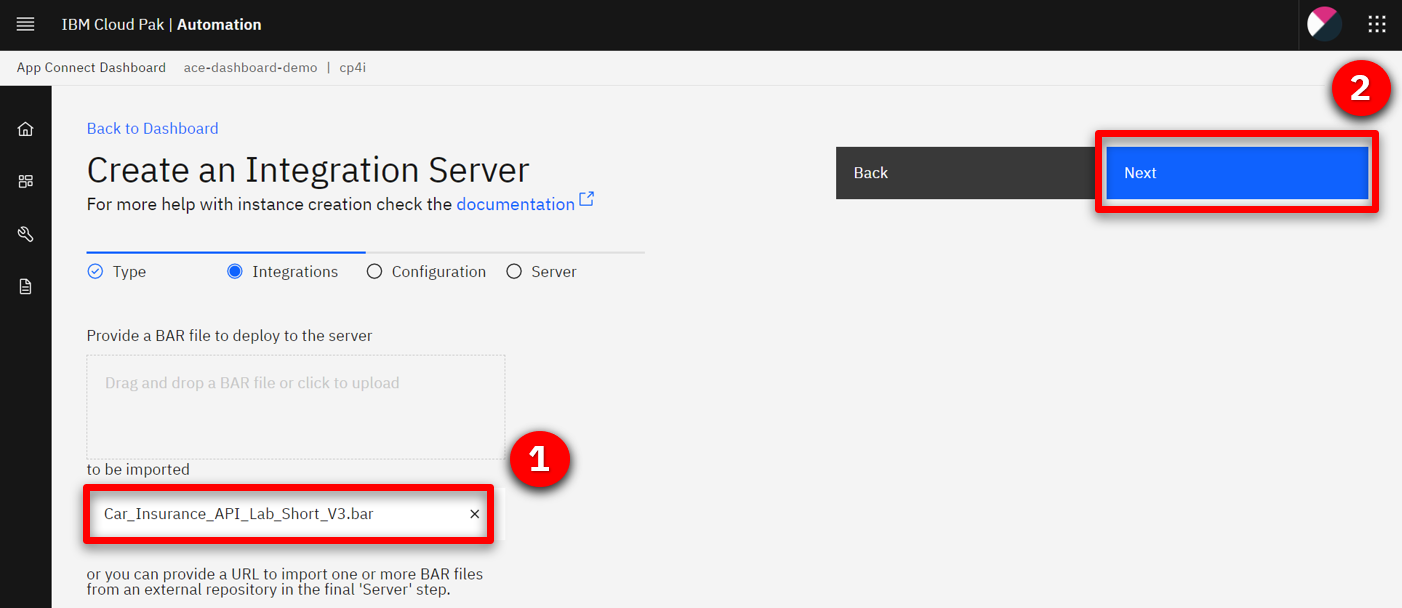 IBM Cloud Pak | Automation
App Connect Dashboard ace-dashboard-demo | cp4i
2
Back to Dashboard
Create an Integration Server
For more help with instance creation check the documentation
Back
Next
Type Integrations Configuration Server
Provide a BAR file to deploy to the server
Drag and drop a BAR file or click to upload
1
to be imported
Car_Insurance_API_Lab_Short_V3.bar
or you can provide a URL to import one or more BAR files
from an external repository in the final 'Server' step.